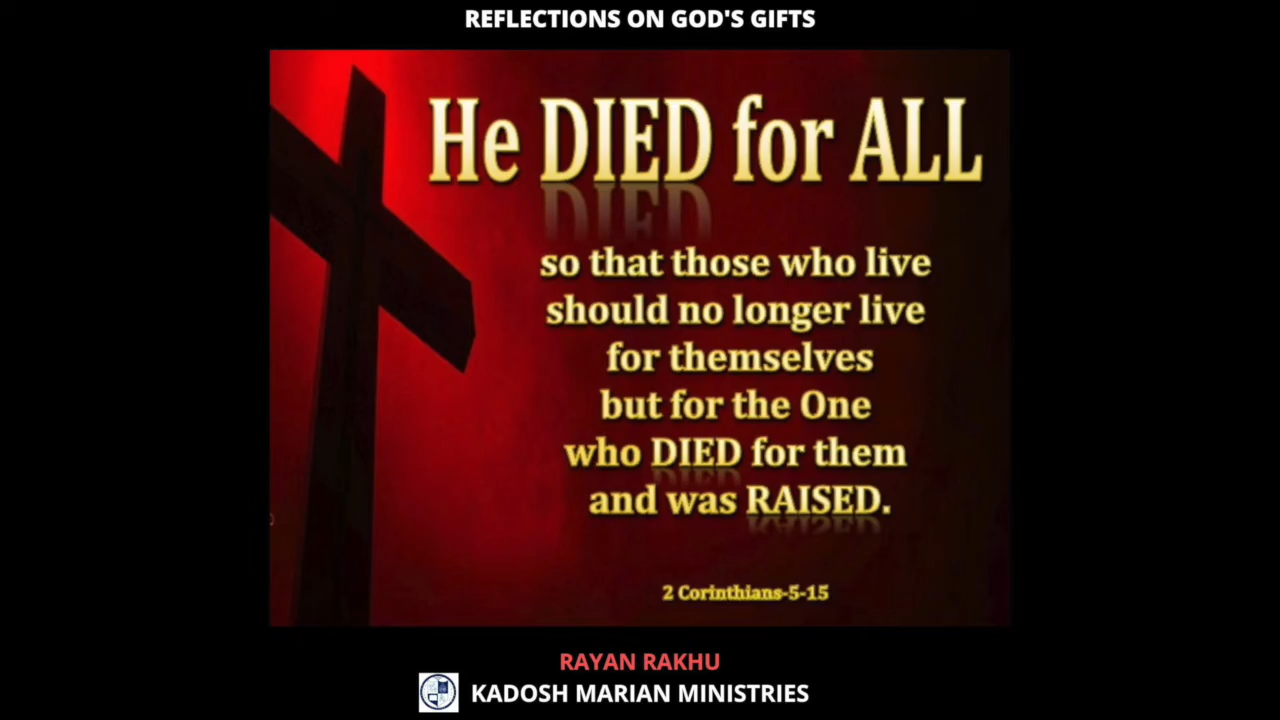 REFLECTIONS ON GOD'S GIFTS
He DIED for ALL
so that those who live
should no longer live
for themselves
but for the One
who DIED for them
and was RAISED.
2 Corinthians-5-15
RAYAN RAKHU
KADOSH MARIAN MINISTRIES